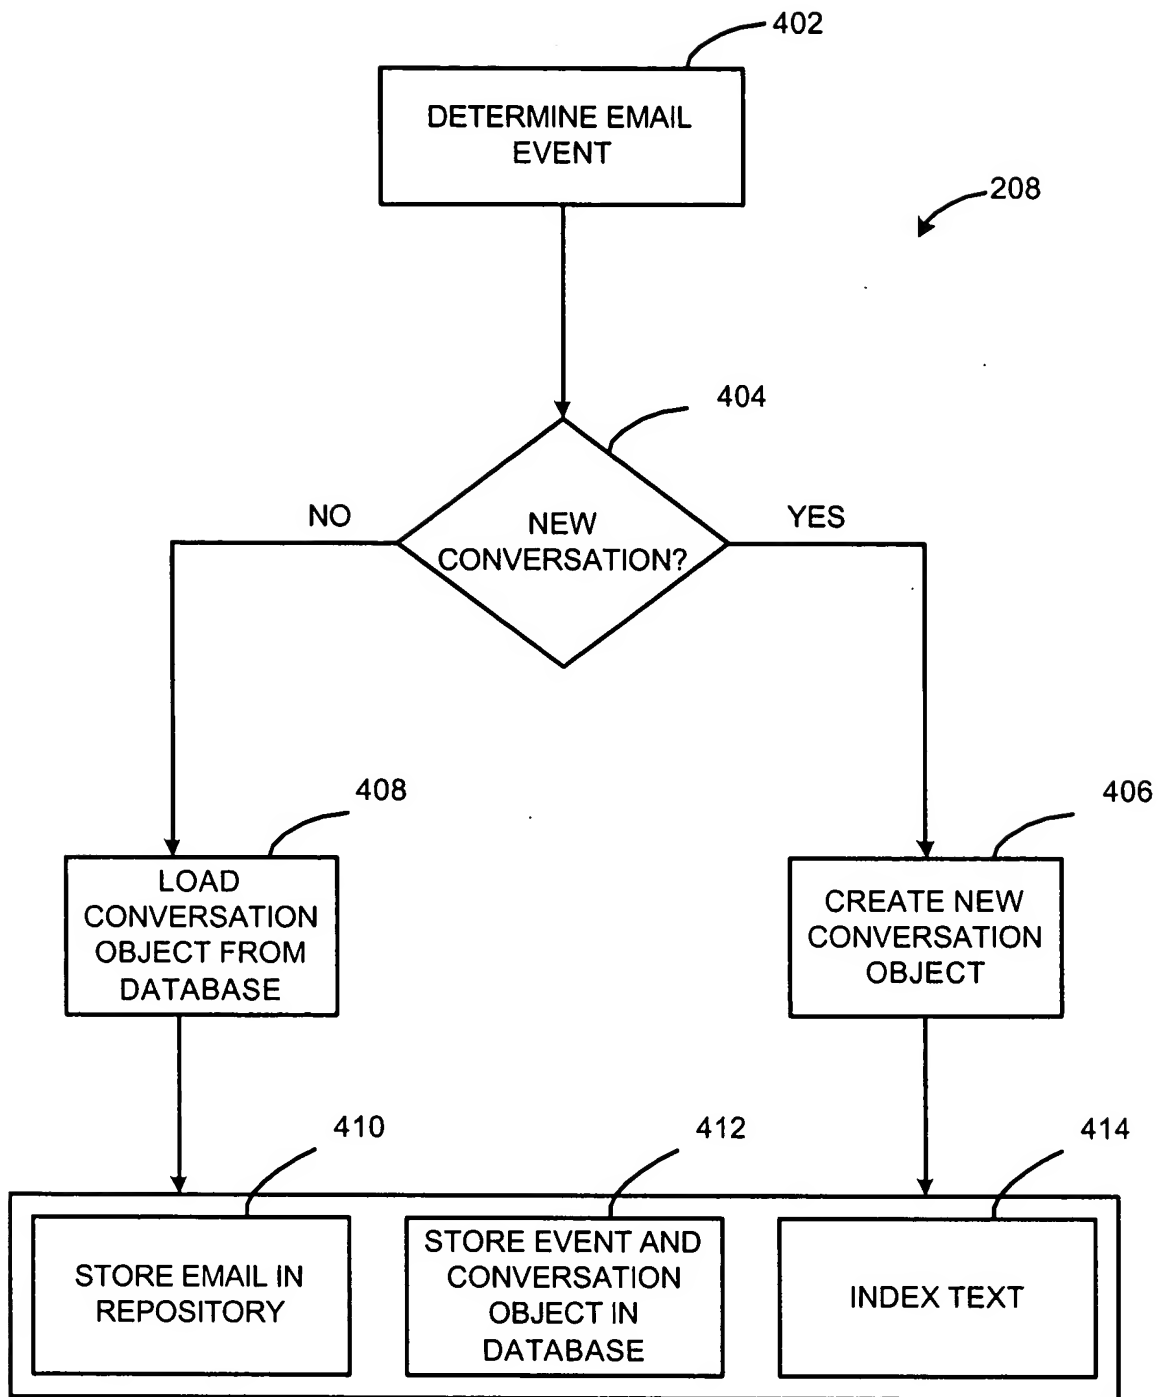 402
DETERMINE EMAIL
EVENT
208
404
NO
NEW
CONVERSATION?
YES
408
406
LOAD
CONVERSATION
OBJECT FROM
DATABASE
CREATE NEW
CONVERSATION
OBJECT
410
412
414
STORE EMAIL IN
REPOSITORY
STORE EVENT AND
CONVERSATION
OBJECT IN
DATABASE
INDEX TEXT